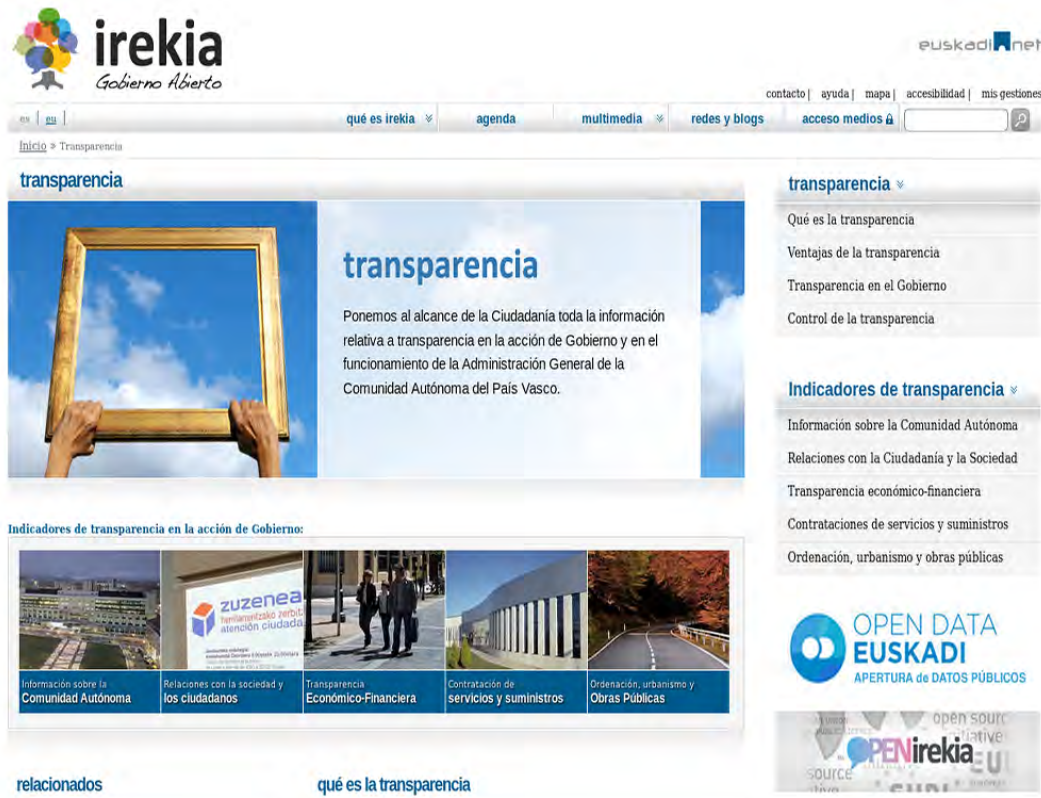 irekia
Gobierno Abierto
euskadi net
contacto | ayuda | mapa | accesibilidad | mis gestiones
es | eu |
qué es irekia agenda multimedia redes y blogs acceso medios
Inicio » Transparencia
transparencia
transparencia
Ponemos al alcance de la Ciudadanía toda la información
relativa a transparencia en la acción de Gobierno y en el
funcionamiento de la Administración General de la
Comunidad Autónoma del País Vasco.
Indicadores de transparencia en la acción de Gobierno:
zuzenea
atención ciudada
Información sobre la
Comunidad Autónoma
Relaciones con la sociedad y
los ciudadanos
Transparencia
Económico-Financiera
Contratación de
servicios y suministros
Ordenación, urbanismo y
Obras Públicas
relacionados
qué es la transparencia
transparencia
Qué es la transparencia
Ventajas de la transparencia
Transparencia en el Gobierno
Control de la transparencia
Indicadores de transparencia
Información sobre la Comunidad Autónoma
Relaciones con la Ciudadanía y la Sociedad
Transparencia económico-financiera
Contrataciones de servicios y suministros
Ordenación, urbanismo y obras públicas
OPEN DATA
EUSKADI
APERTURA de DATOS PÚBLICOS
open sourc
OPENirekia
source